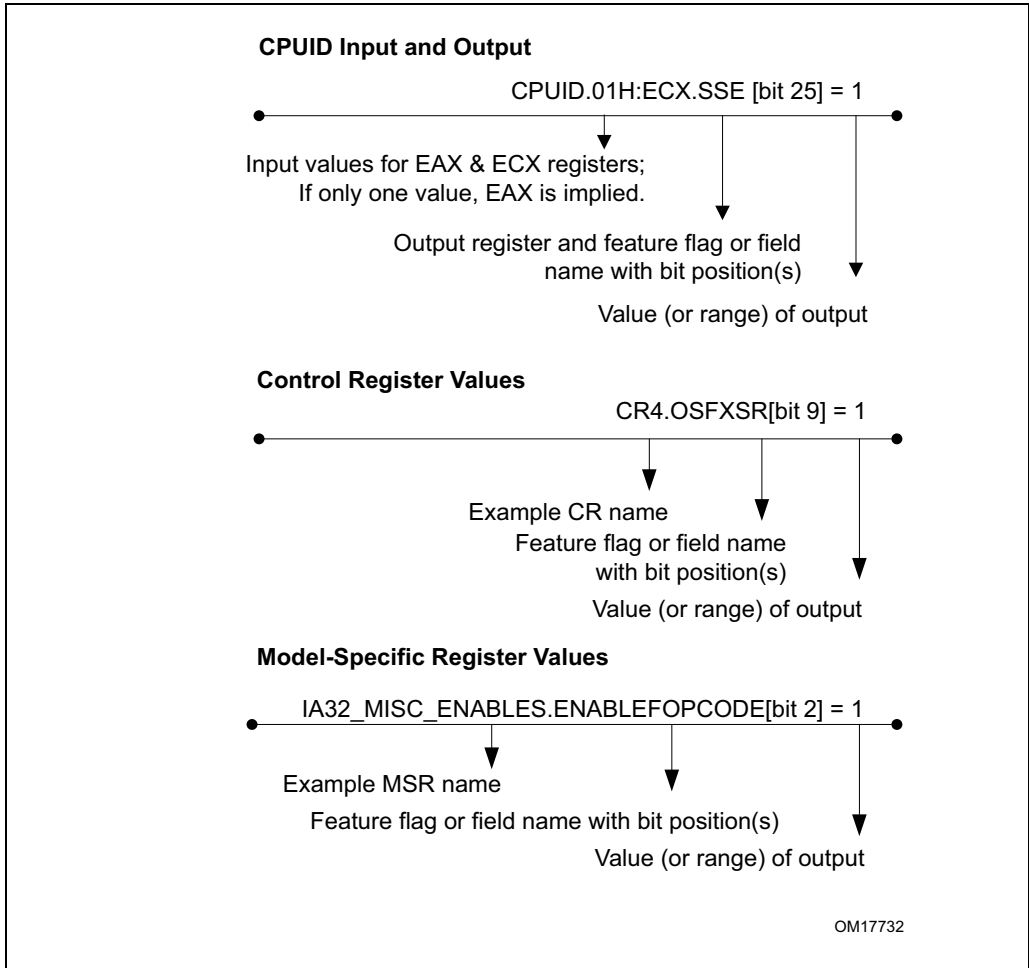 CPUID Input and Output
CPUID.01H:ECX.SSE [bit 25] = 1
Input values for EAX & ECX registers;
If only one value, EAX is implied.
Output register and feature flag or field
name with bit position(s)
Value (or range) of output
Control Register Values
CR4.OSFXSR[bit 9] = 1
Example CR name
Feature flag or field name
with bit position(s)
Value (or range) of output
Model-Specific Register Values
IA32_MISC_ENABLES.ENABLEFOPCODE[bit 2] = 1
Example MSR name
Feature flag or field name with bit position(s)
Value (or range) of output
OM17732